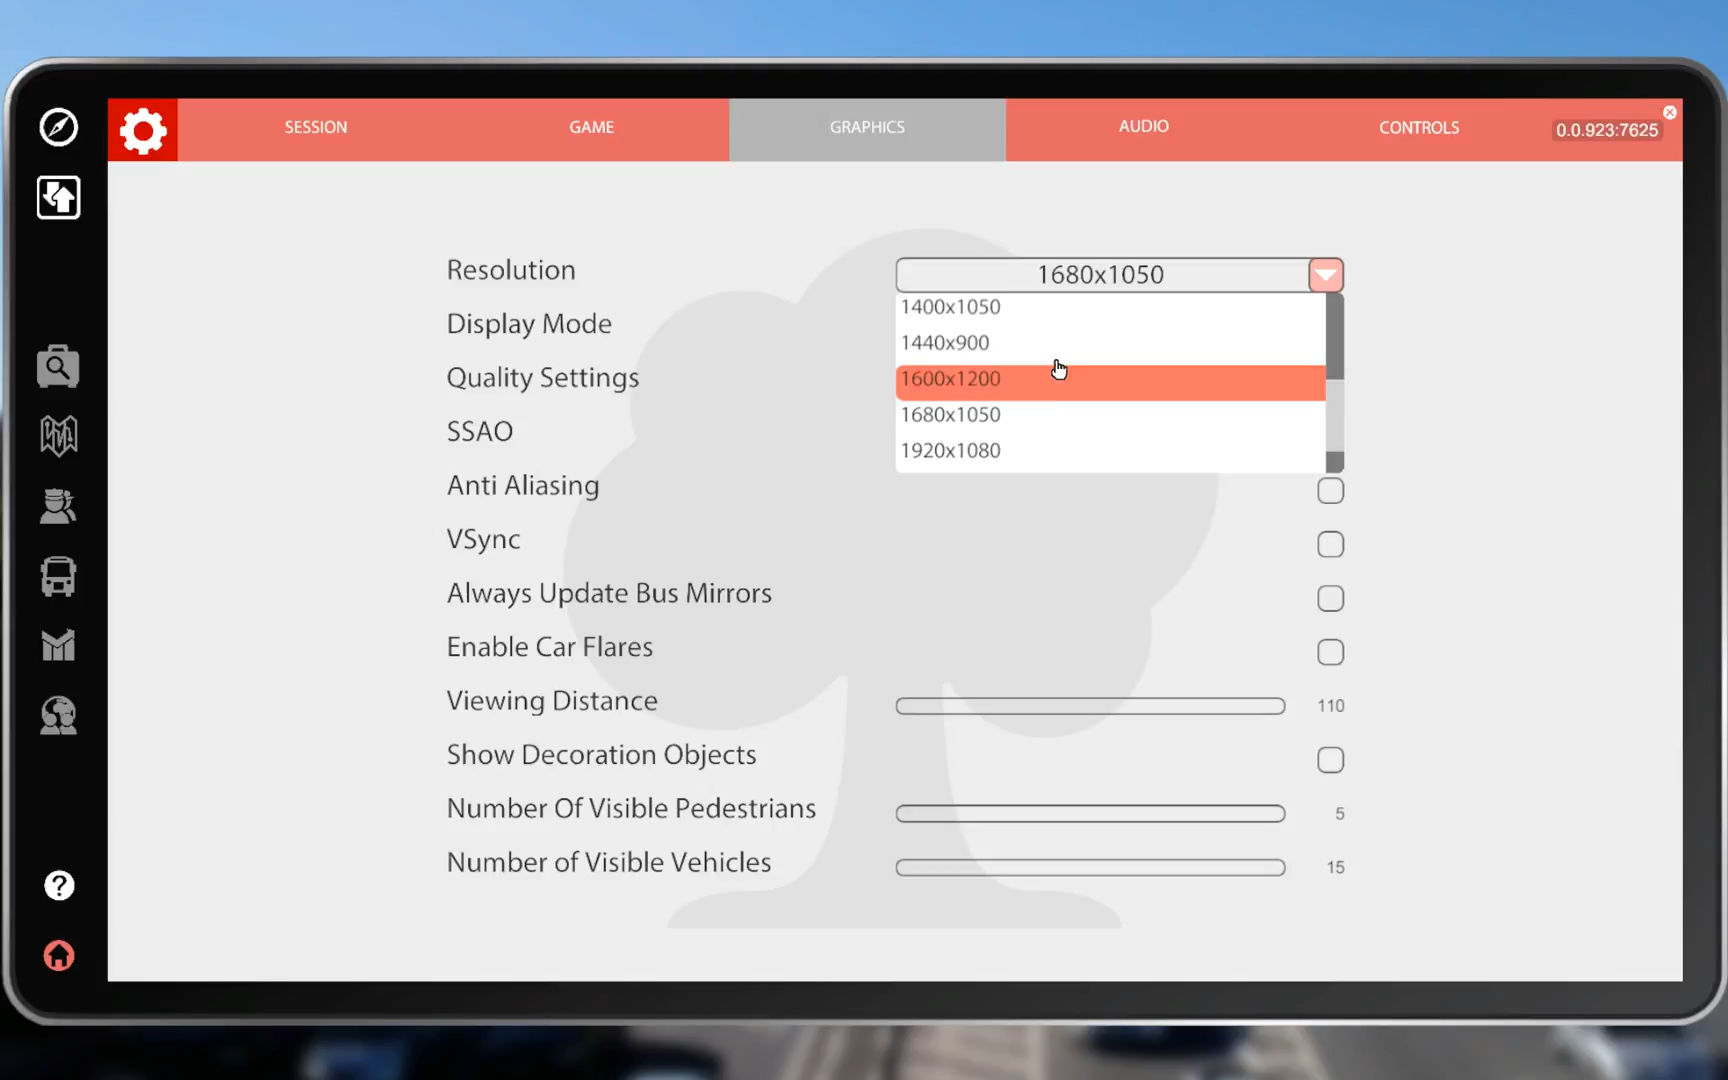 SESSION
GAME
GRAPHICS
AUDIO
CONTROLS
0.0.923:7625
Resolution
1680x1050
1400x1050
Display Mode
1440x900
Quality Settings
1600x1200
SSAO
1680x1050
1920x1080
Anti Aliasing
VSync
Always Update Bus Mirrors
Enable Car Flares
Viewing Distance
110
Show Decoration Objects
Number Of Visible Pedestrians
5
Number of Visible Vehicles
15
?